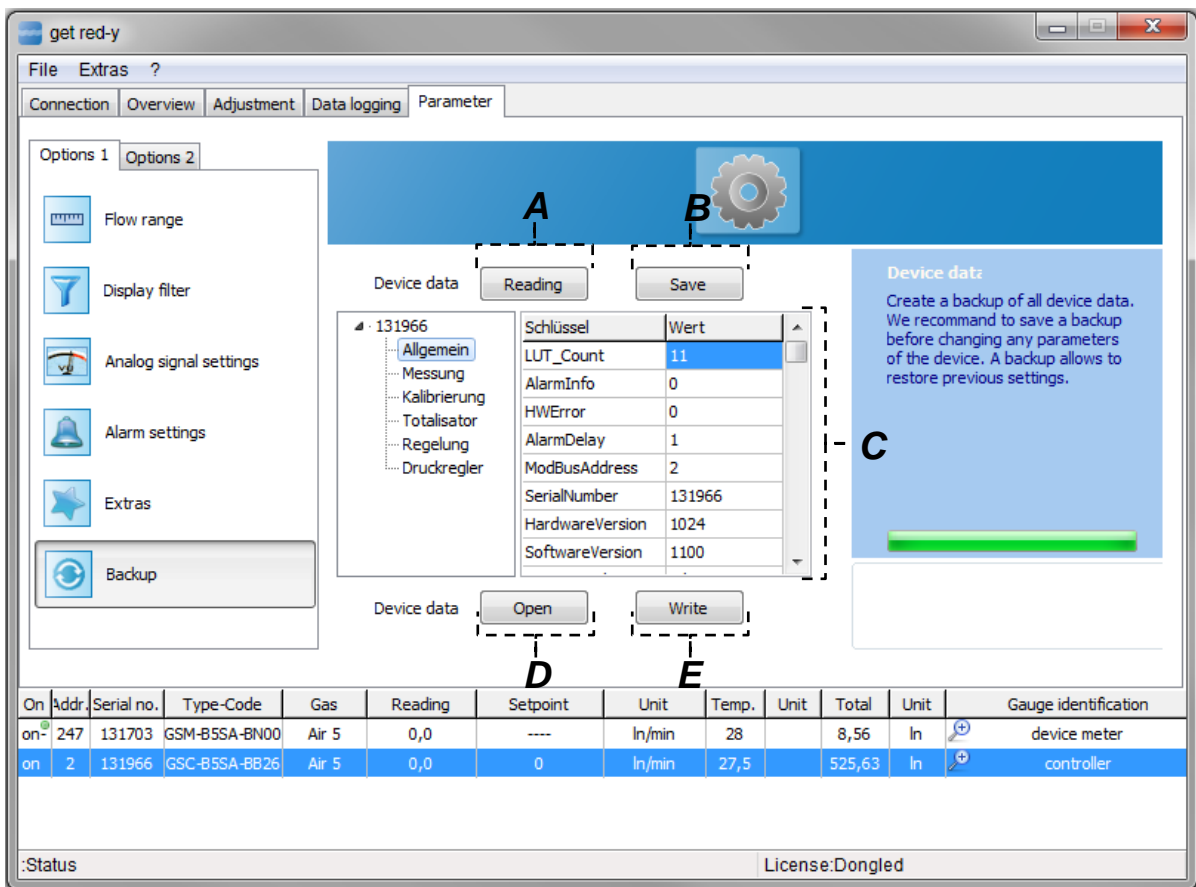 get red-y
File Extras ?
Connection Overview Adjustment Data logging Parameter
Options 1 Options 2
Flow range
Display filter
Analog signal settings
Alarm settings
Extras
Backup
A B
Device data Reading Save
131966
Allgemein
Messung
Kalibrierung
Totalisator
Regelung
Druckregler
Schlüssel Wert
LUT_Count 11
AlarmInfo 0
HWError 0
AlarmDelay 1
ModBusAddress 2
SerialNumber 131966
HardwareVersion 1024
SoftwareVersion 1100
C
Device data
Create a backup of all device data.
We recommand to save a backup
before changing any parameters
of the device. A backup allows to
restore previous settings.
Device data Open Write
D E
On Addr. Serial no. Type-Code Gas Reading Setpoint Unit Temp. Unit Total Unit Gauge identification
on- 247 131703 GSM-B5SA-BN00 Air 5 0,0 ---- ln/min 28 8,56 ln device meter
on 2 131966 GSC-B5SA-BB26 Air 5 0,0 0 ln/min 27,5 525,63 ln controller
:Status License:Dongled